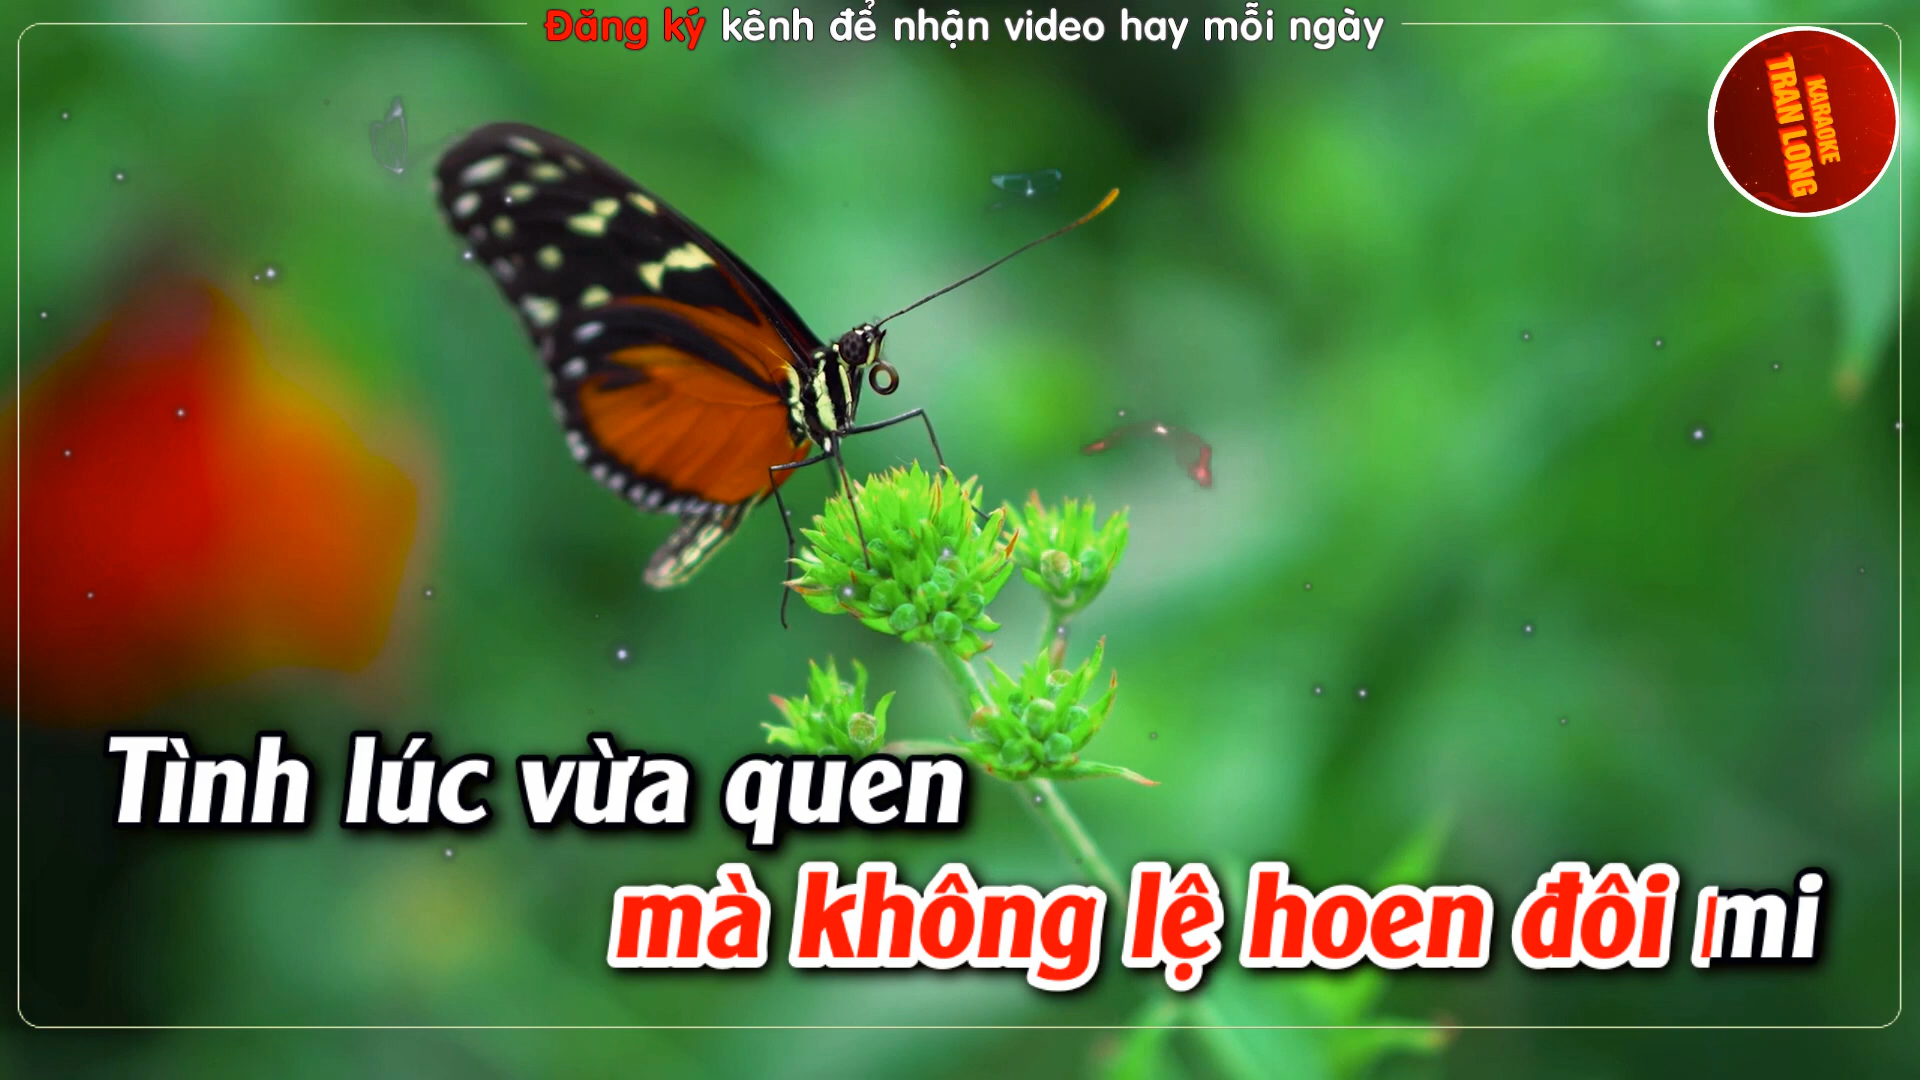 Đăng ký kênh để nhận video hay mỗi ngày
KARAOKE
TRAN LONG
Tình lúc vừa quen
mà không lệ hoen đôi mi